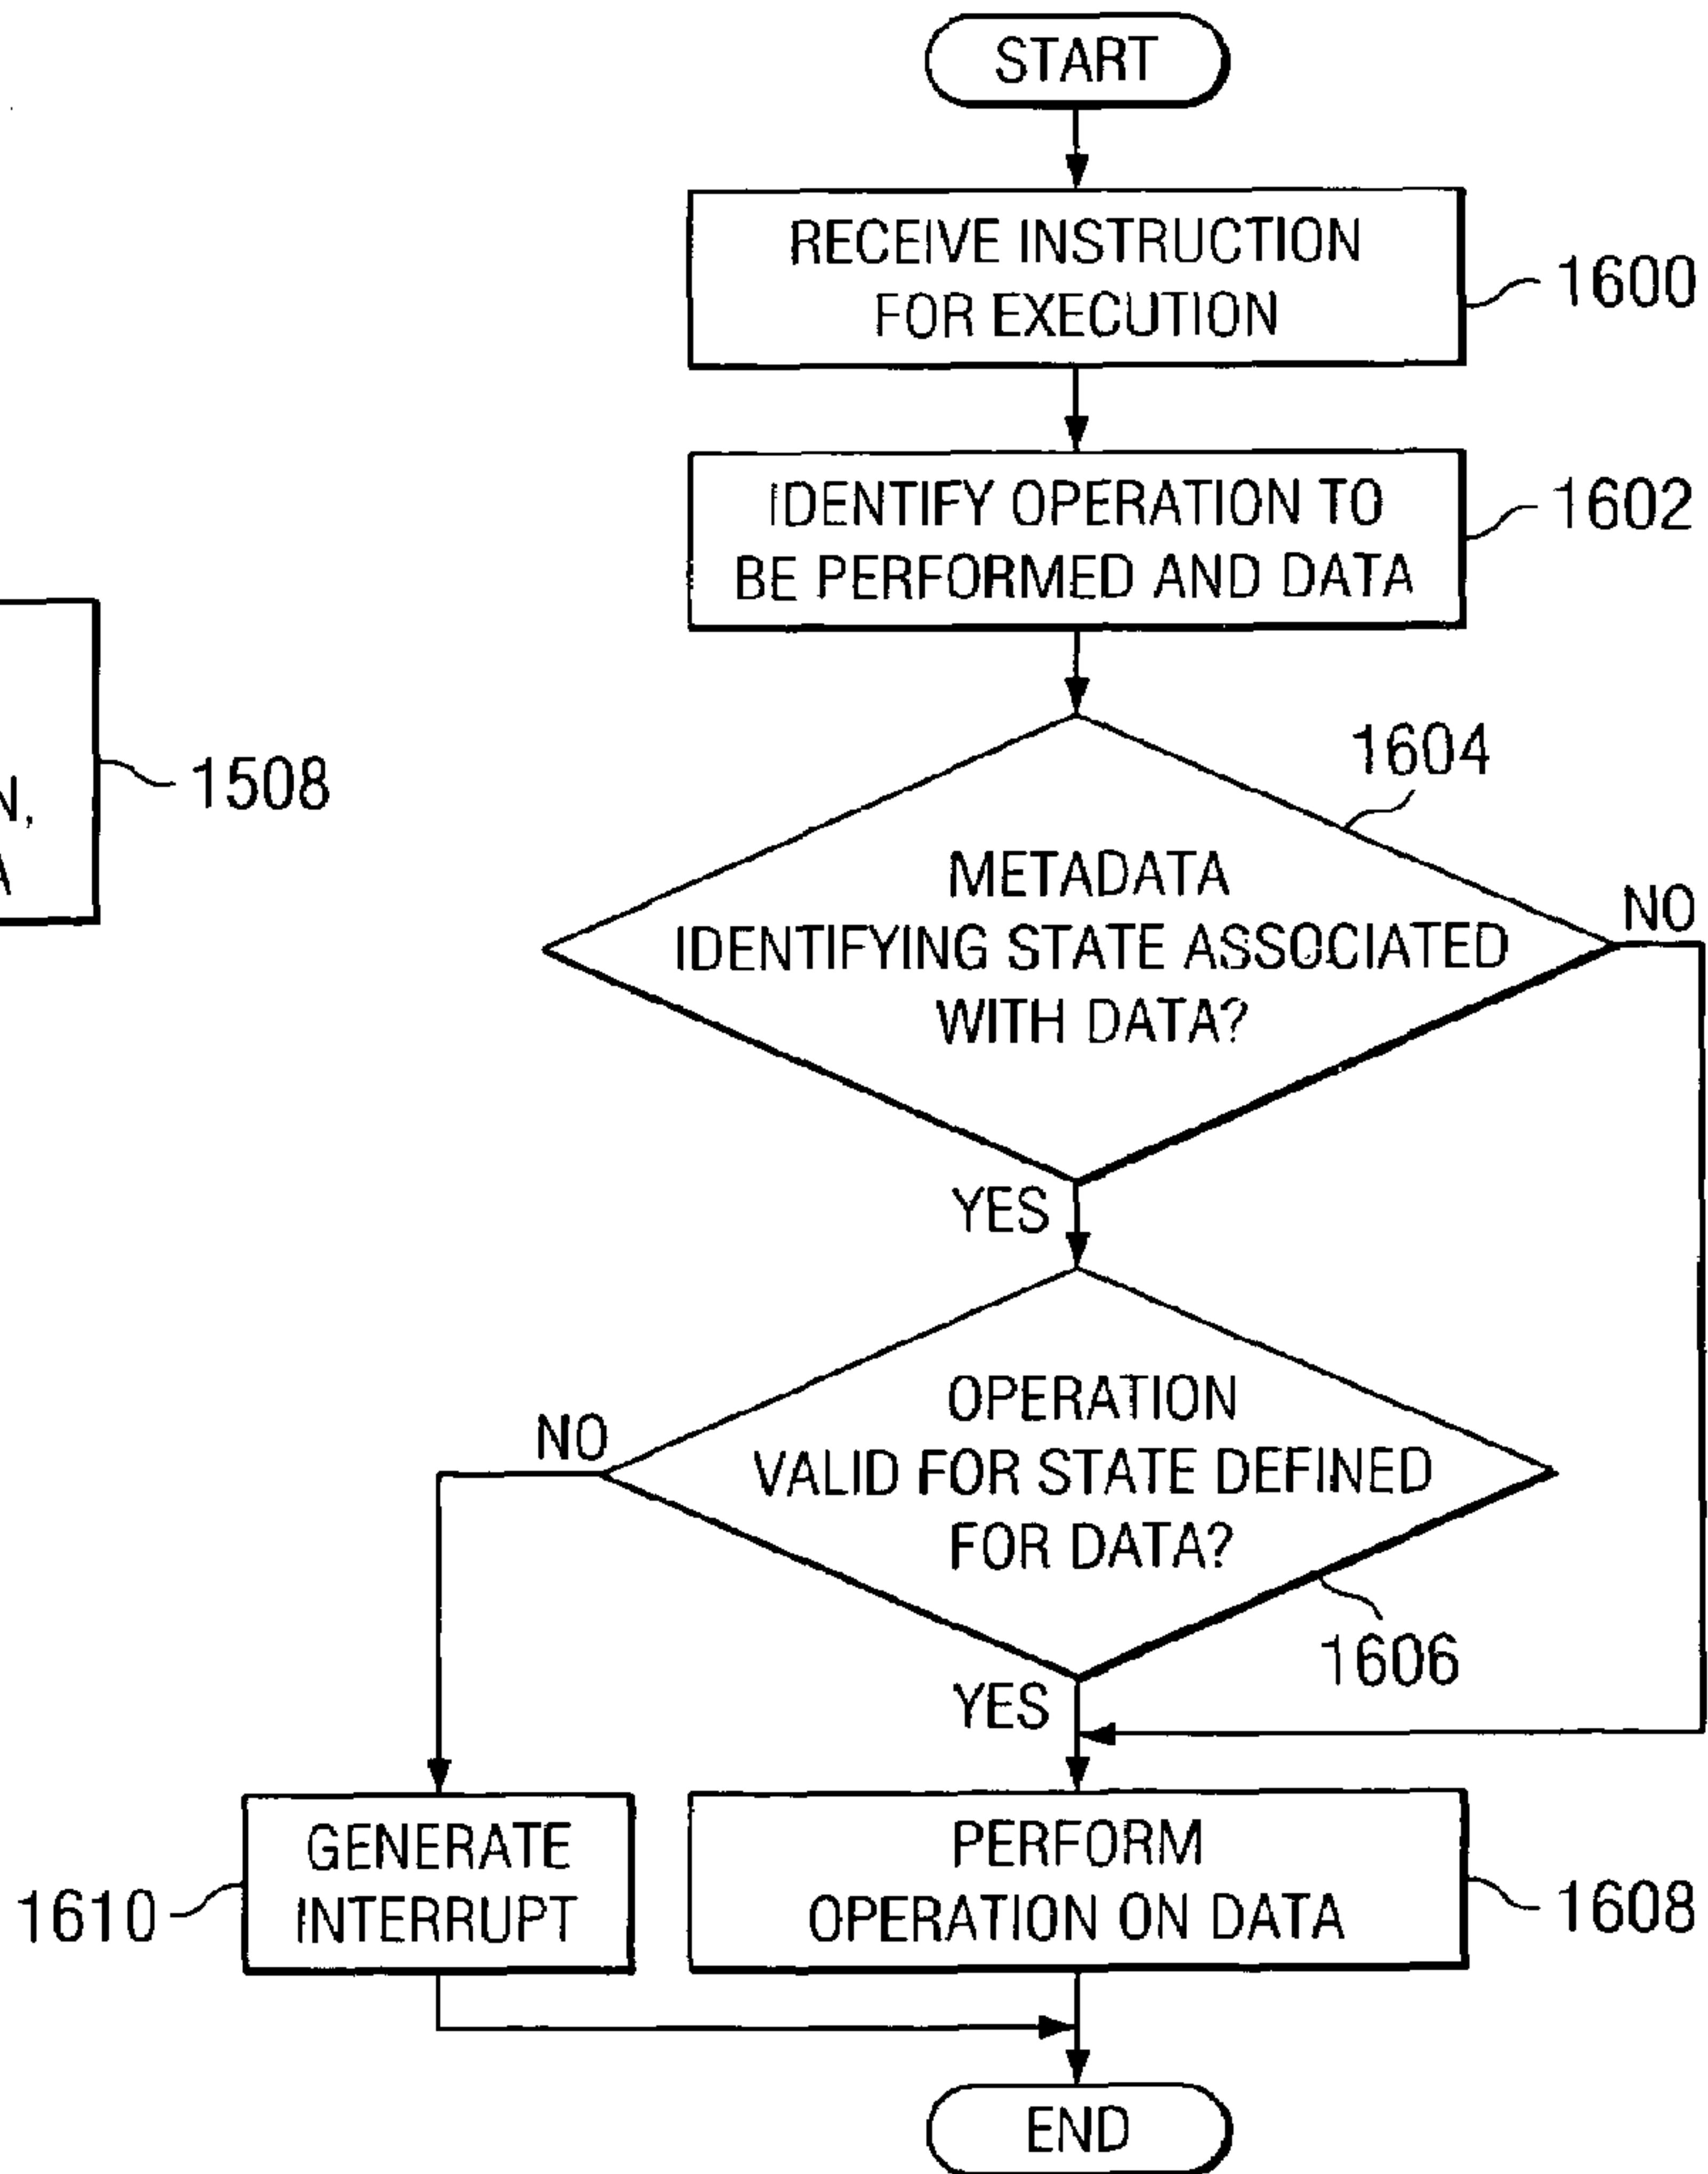 START
RECEIVE INSTRUCTION
FOR EXECUTION
1600
IDENTIFY OPERATION TO
BE PERFORMED AND DATA
1602
1508
1604
METADATA
IDENTIFYING STATE ASSOCIATED
WITH DATA?
NO
YES
OPERATION
VALID FOR STATE DEFINED
FOR DATA?
NO
1606
YES
GENERATE
INTERRUPT
1610
PERFORM
OPERATION ON DATA
1608
END